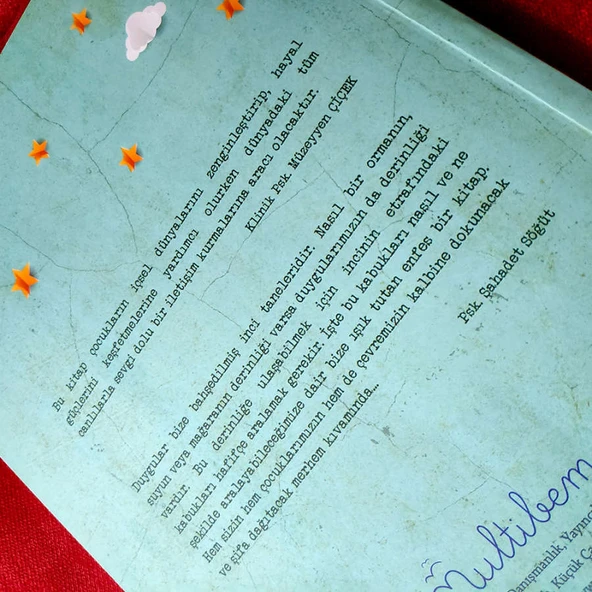 Bu kitap çocukların içsel dünyalarını zenginleştirip, hayal
güçlerini keşfetmelerine yardımcı olurken dünyadaki tüm
canlılarla sevgi dolu bir iletişim kurmalarına aracı olacaktır.
Klinik Psk. Müzeyyen ÇİÇEK
Duygular bize bahşedilmiş inci taneleridir. Nasıl bir ormanın,
suyun veya mağaranın derinliği varsa duygularımızın da derinliği
vardır. Bu derinliğe ulaşabilmek için incinin etrafındaki
kabukları hafifçe aralamak gerekir. İşte bu kabukları nasıl ve ne
şekilde aralayabileceğimize dair bize ışık tutan enfes bir kitap.
Hem sizin hem çocuklarımızın hem de çevremizin kalbine dokunacak
ve şifa dağıtacak merhem kıvamında...
Psk. Şahadet Söğüt
Multibem
Danışmanlık, Yayıncı
Küçük Ça